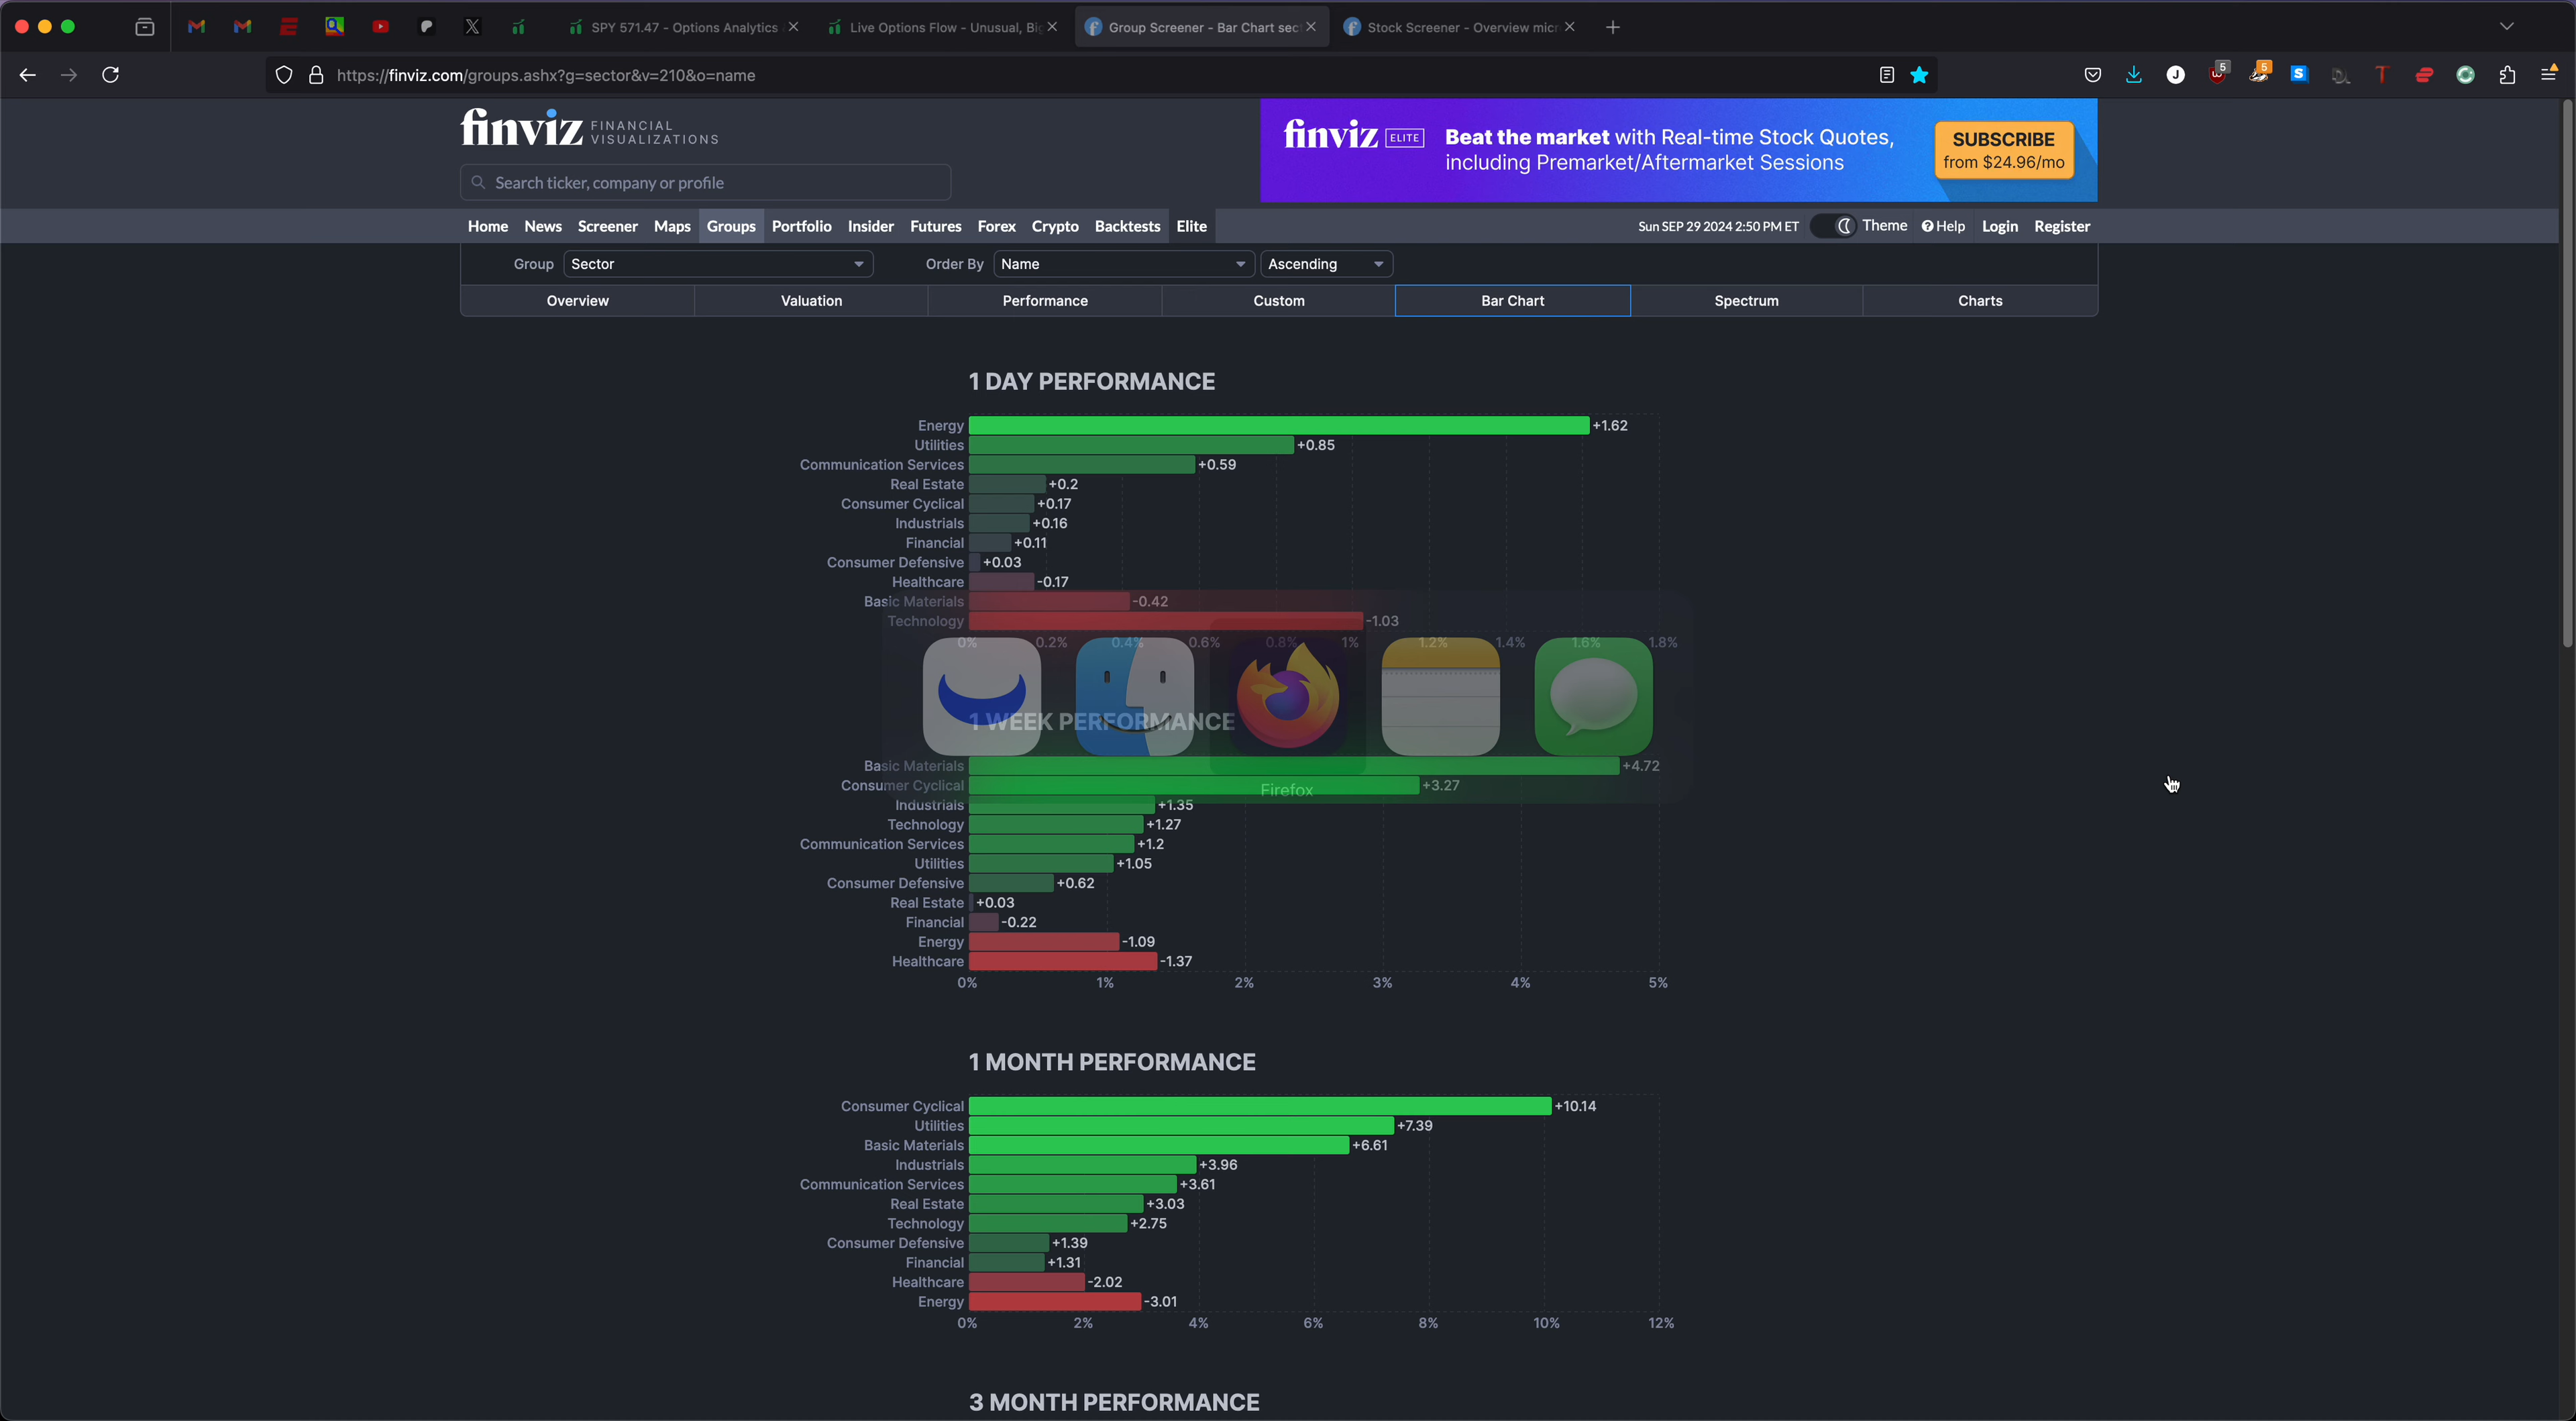 SPY 571.47 - Options Analytics
Live Options Flow - Unusual, Big
Group Screener - Bar Chart sect
Stock Screener - Overview micr
https://finviz.com/groups.ashx?g=sector&v=210&o=name
J
5
5
S
finviz FINANCIAL
VISUALIZATIONS
Search ticker, company or profile
finviz ELITE
Beat the market with Real-time Stock Quotes,
including Premarket/Aftermarket Sessions
SUBSCRIBE
from $24.96/mo
Home News Screener Maps Groups Portfolio Insider Futures Forex Crypto Backtests Elite
Sun SEP 29 2024 2:50 PM ET Theme Help Login Register
Group Sector Order By Name Ascending
Overview Valuation Performance Custom Bar Chart Spectrum Charts
1 DAY PERFORMANCE
Energy +1.62
Utilities +0.85
Communication Services +0.59
Real Estate +0.2
Consumer Cyclical +0.17
Industrials +0.16
Financial +0.11
Consumer Defensive +0.03
Healthcare -0.17
Basic Materials -0.42
Technology -1.03
0% 0.2% 0.4% 0.6% 0.8% 1% 1.2% 1.4% 1.6% 1.8%
1 WEEK PERFORMANCE
Basic Materials +4.72
Consumer Cyclical +3.27
Firefox
Industrials +1.35
Technology +1.27
Communication Services +1.2
Utilities +1.05
Consumer Defensive +0.62
Real Estate +0.03
Financial -0.22
Energy -1.09
Healthcare -1.37
0% 1% 2% 3% 4% 5%
1 MONTH PERFORMANCE
Consumer Cyclical +10.14
Utilities +7.39
Basic Materials +6.61
Industrials +3.96
Communication Services +3.61
Real Estate +3.03
Technology +2.75
Consumer Defensive +1.39
Financial +1.31
Healthcare -2.02
Energy -3.01
0% 2% 4% 6% 8% 10% 12%
3 MONTH PERFORMANCE